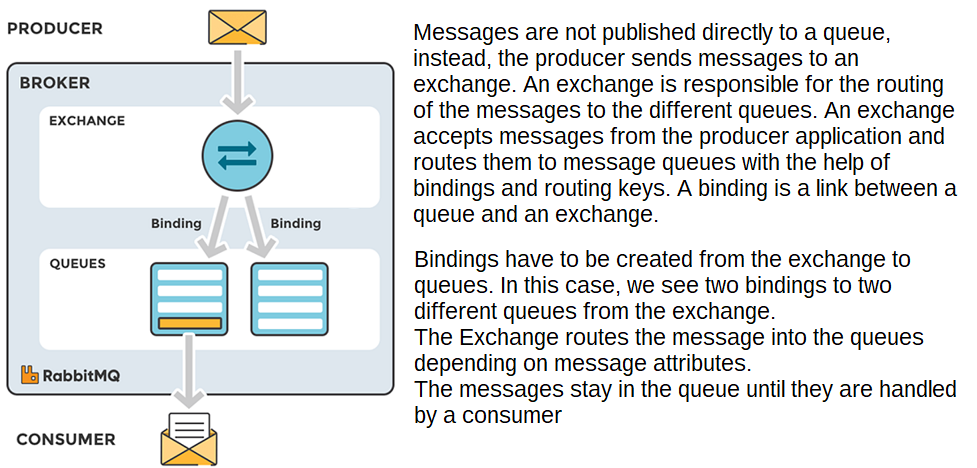 PRODUCER
BROKER
EXCHANGE
Binding
Binding
QUEUES
RabbitMQ
CONSUMER
Messages are not published directly to a queue,
instead, the producer sends messages to an
exchange. An exchange is responsible for the routing
of the messages to the different queues. An exchange
accepts messages from the producer application and
routes them to message queues with the help of
bindings and routing keys. A binding is a link between a
queue and an exchange.
Bindings have to be created from the exchange to
queues. In this case, we see two bindings to two
different queues from the exchange.
The Exchange routes the message into the queues
depending on message attributes.
The messages stay in the queue until they are handled
by a consumer